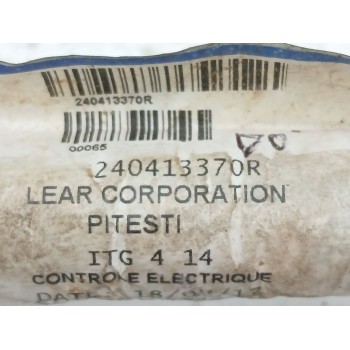 240413370R
00065
240413370R
LEAR CORPORATION
PITESTI
ITG 4 14
CONTROLE ELECTRIQUE